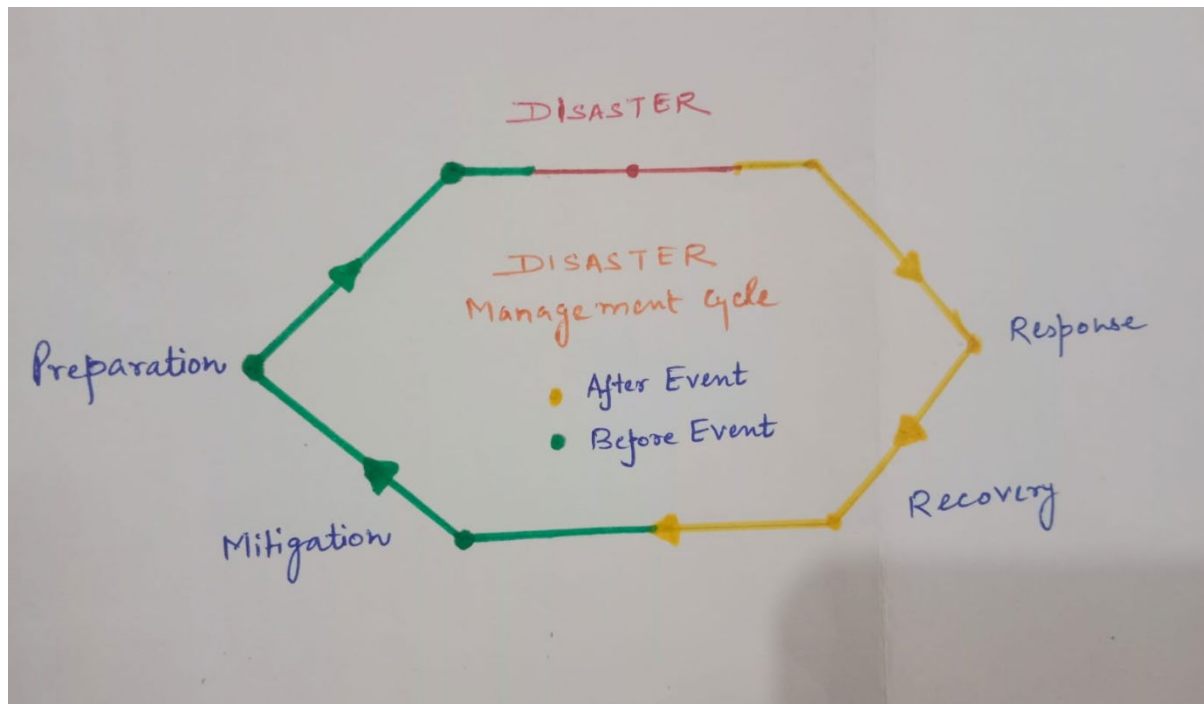 DISASTER
DISASTER
Management cycle
Response
Preparation
After Event
Before Event
Recovery
Mitigation